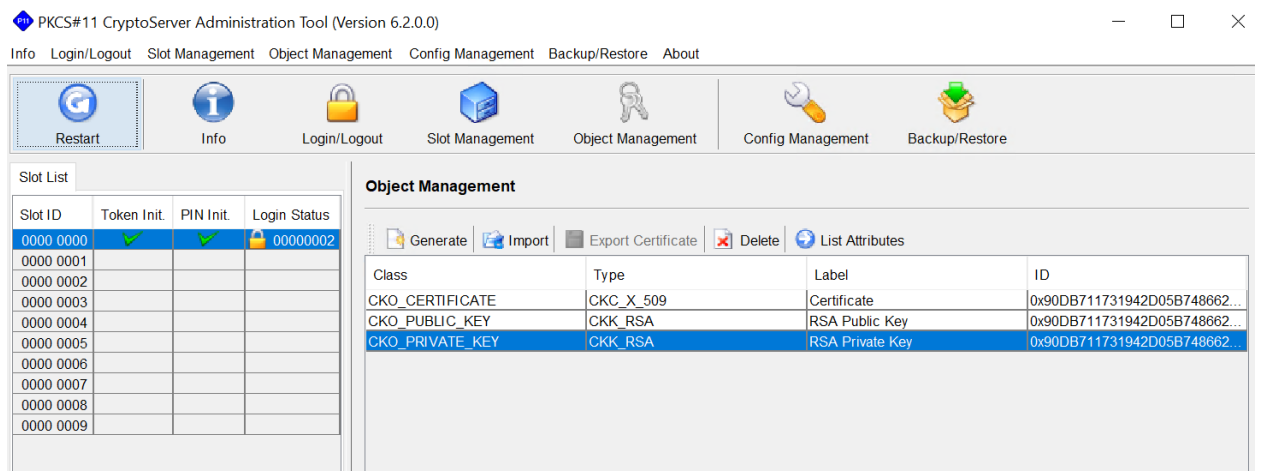 P11 PKCS#11 CryptoServer Administration Tool (Version 6.2.0.0)
Info Login/Logout Slot Management Object Management Config Management Backup/Restore About
Restart Info Login/Logout Slot Management Object Management Config Management Backup/Restore
Slot List
Slot ID Token Init. PIN Init. Login Status
0000 0000 00000002
0000 0001
0000 0002
0000 0003
0000 0004
0000 0005
0000 0006
0000 0007
0000 0008
0000 0009
Object Management
Generate Import Export Certificate Delete List Attributes
Class Type Label ID
CKO_CERTIFICATE CKC_X_509 Certificate 0x90DB711731942D05B748662...
CKO_PUBLIC_KEY CKK_RSA RSA Public Key 0x90DB711731942D05B748662...
CKO_PRIVATE_KEY CKK_RSA RSA Private Key 0x90DB711731942D05B748662...